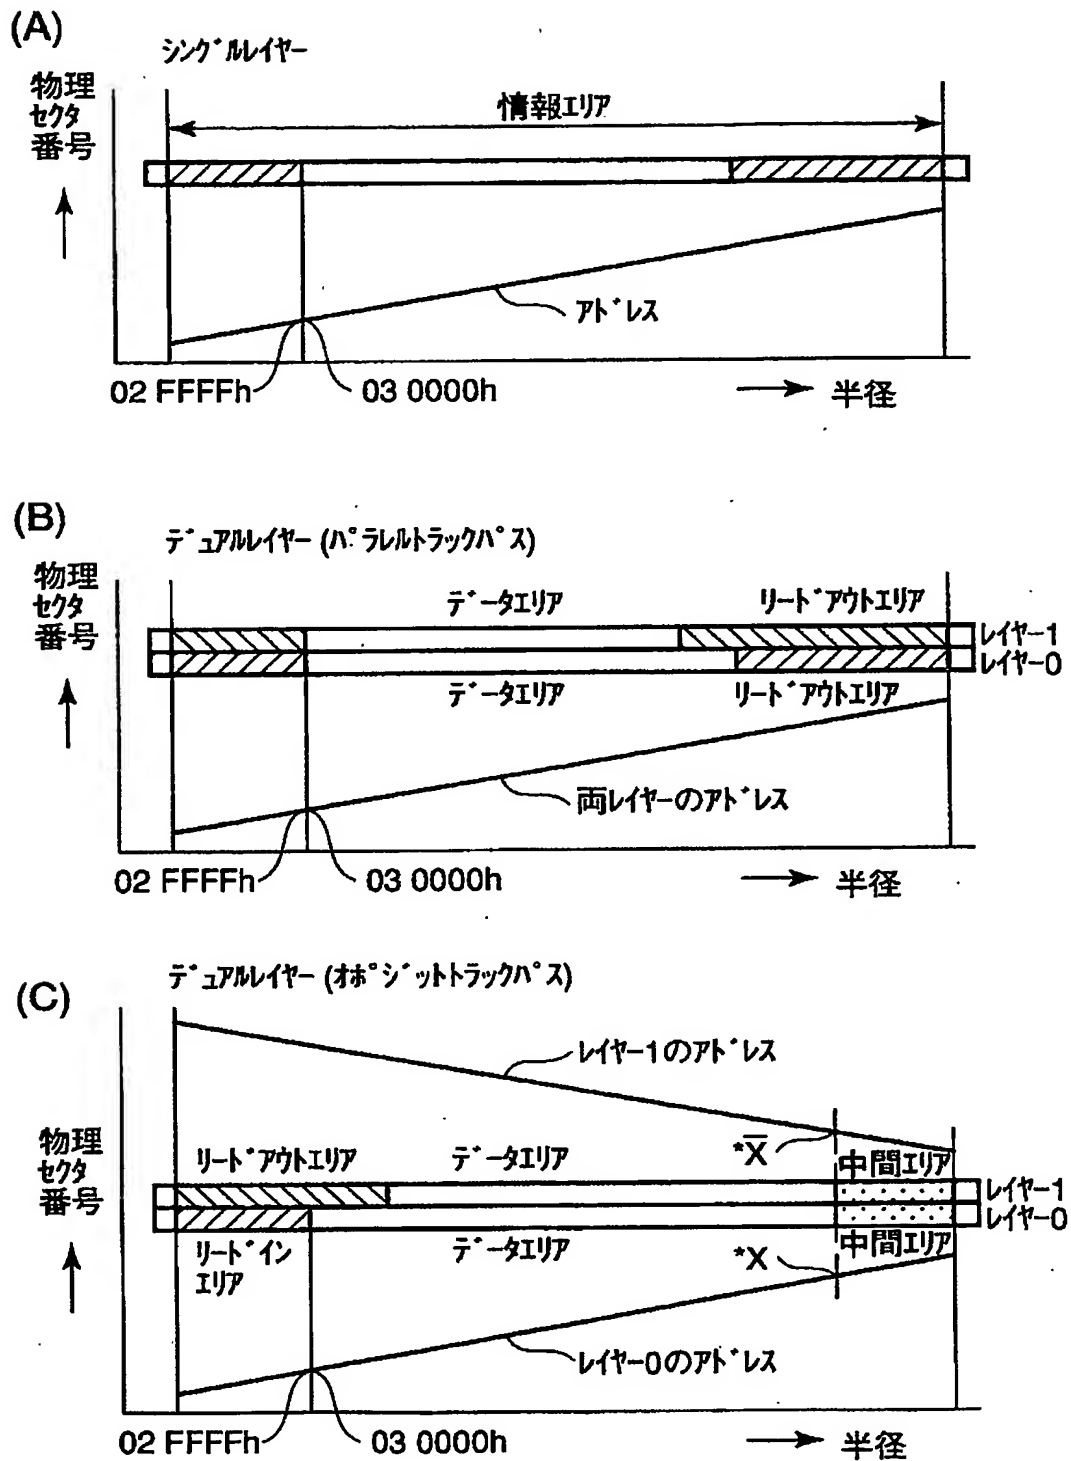 (A)
シングルレイヤー
物理
セクタ
番号
情報エリア
アドレス
02 FFFFh
03 0000h
半径
(B)
デュアルレイヤー (パラレルトラックパス)
物理
セクタ
番号
データエリア
リードアウトエリア
レイヤー1
レイヤー0
データエリア
リードアウトエリア
両レイヤーのアドレス
02 FFFFh
03 0000h
半径
(C)
デュアルレイヤー (オポジットトラックパス)
レイヤー1のアドレス
*X̅
物理
セクタ
番号
リードアウトエリア
データエリア
中間エリア
レイヤー1
レイヤー0
リードイン
エリア
データエリア
*X
中間エリア
レイヤー0のアドレス
02 FFFFh
03 0000h
半径